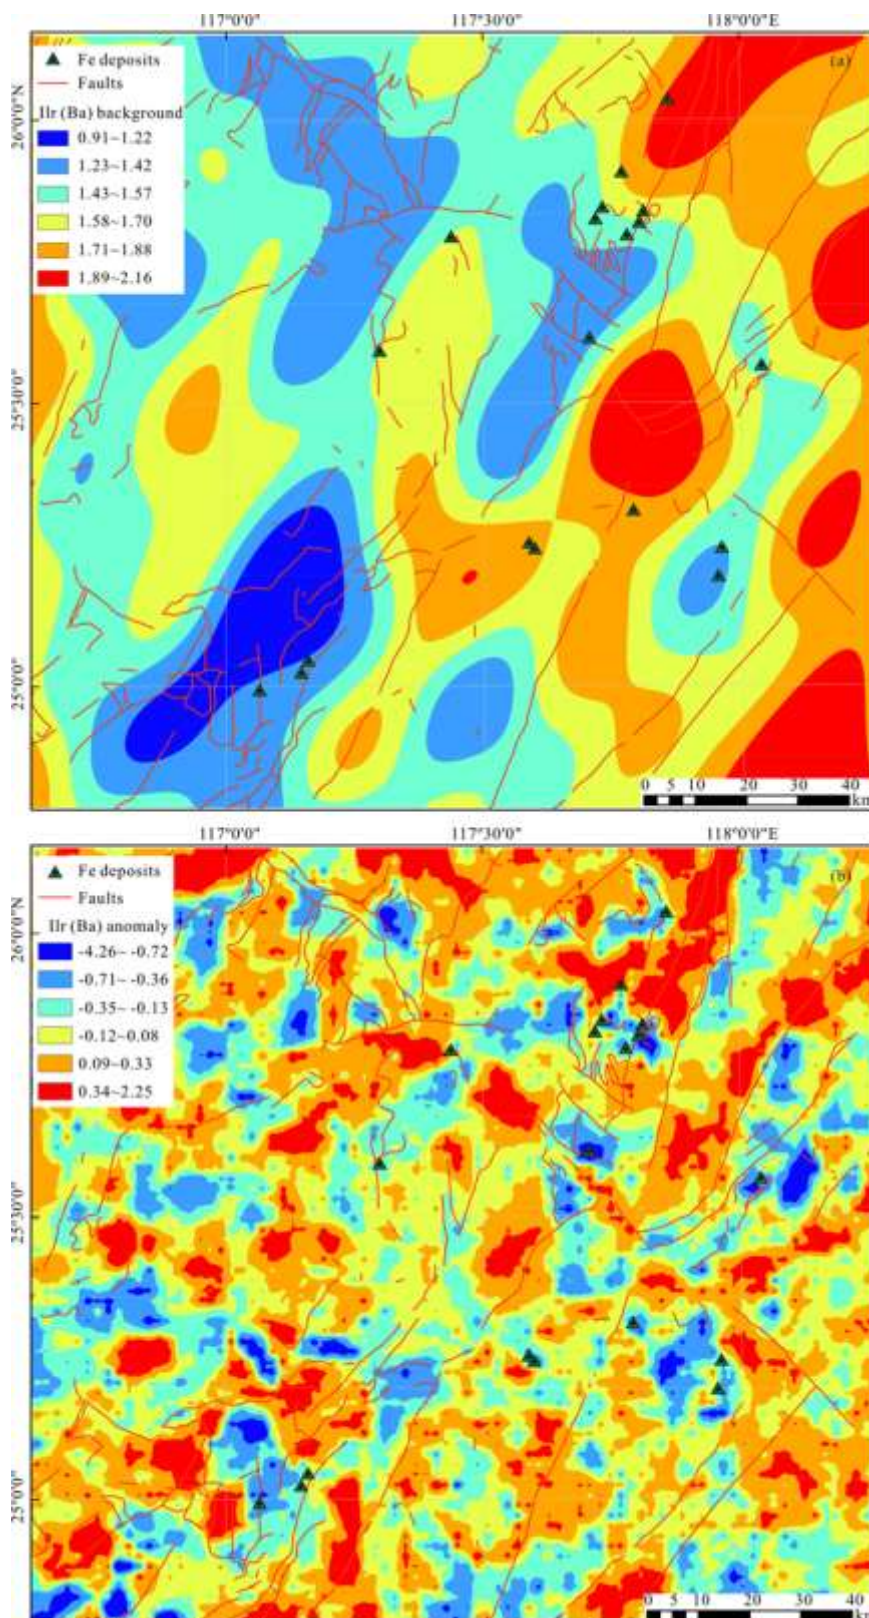 117°0'0" 117°30'0" 118°0'0"E
(a)
Fe deposits
Faults
Ilr (Ba) background
0.91~1.22
1.23~1.42
1.43~1.57
1.58~1.70
1.71~1.88
1.89~2.16
26°0'0"N
25°30'0"
25°0'0"
0 5 10 20 30 40
km
117°0'0" 117°30'0" 118°0'0"E
(b)
Fe deposits
Faults
Ilr (Ba) anomaly
-4.26~ -0.72
-0.71~ -0.36
-0.35~ -0.13
-0.12~0.08
0.09~0.33
0.34~2.25
26°0'0"N
25°30'0"
25°0'0"
0 5 10 20 30 40
km